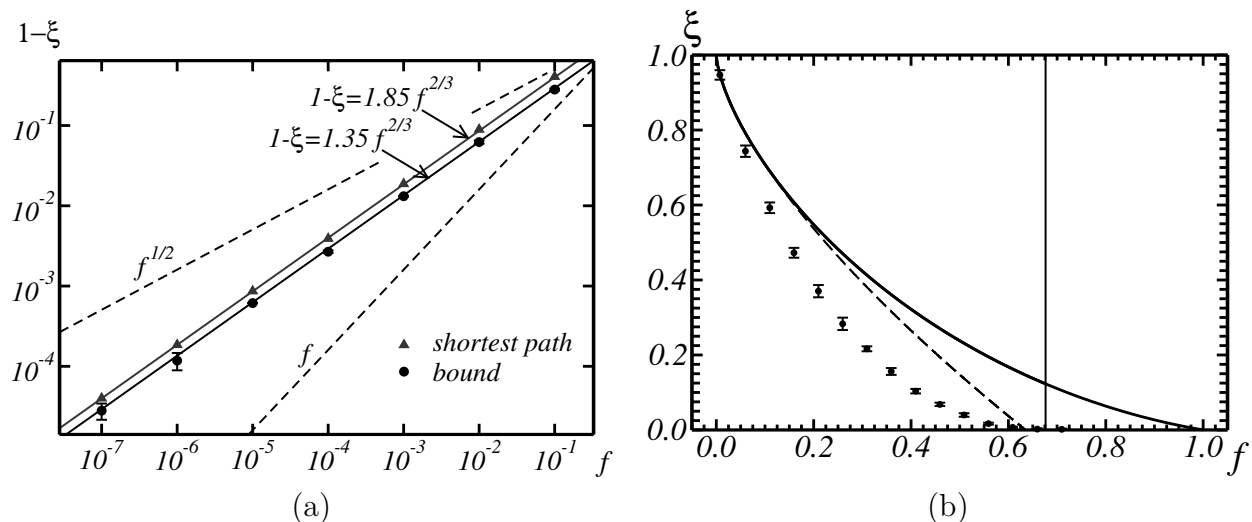 1−ξ
1-ξ=1.85 f^{2/3}
1-ξ=1.35 f^{2/3}
f^{1/2}
f
shortest path
bound
10^{-1}
10^{-2}
10^{-3}
10^{-4}
10^{-7} 10^{-6} 10^{-5} 10^{-4} 10^{-3} 10^{-2} 10^{-1} f
(a)
ξ
1.0
0.8
0.6
0.4
0.2
0.0
0.0 0.2 0.4 0.6 0.8 1.0 f
(b)